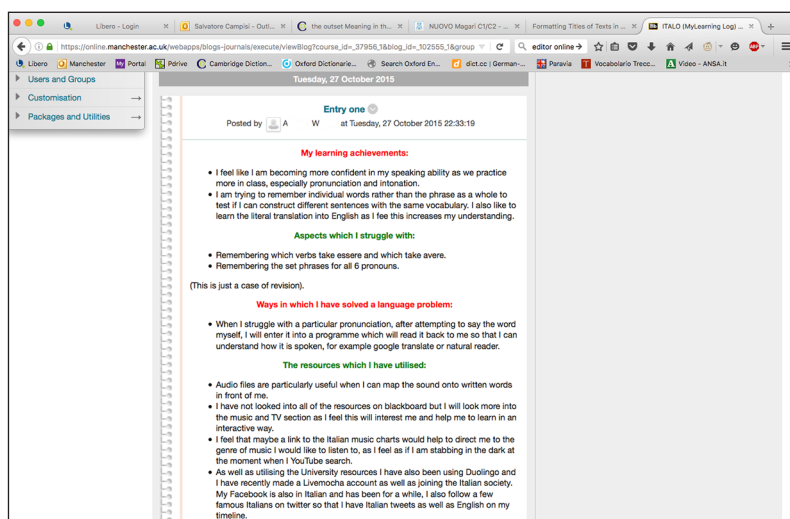 Libero - Login
Salvatore Campisi - Outl...
the outset Meaning in th...
NUOVO Magari C1/C2 - ...
Formatting Titles of Texts in ...
ITALO (MyLearning Log) ...
https://online.manchester.ac.uk/webapps/blogs-journals/execute/viewBlog?course_id=_37956_1&blog_id=_102555_1&group
editor online
ABP
Libero
Manchester
My Portal
Pdrive
Cambridge Diction...
Oxford Dictionarie...
Search Oxford En...
dict.cc | German-...
Paravia
Vocabolario Trecc...
Video - ANSA.it
Users and Groups
Customisation
Packages and Utilities
Tuesday, 27 October 2015
Entry one
Posted by A W at Tuesday, 27 October 2015 22:33:19
My learning achievements:
• I feel like I am becoming more confident in my speaking ability as we practice
more in class, especially pronunciation and intonation.
• I am trying to remember individual words rather than the phrase as a whole to
test if I can construct different sentences with the same vocabulary. I also like to
learn the literal translation into English as I fee this increases my understanding.
Aspects which I struggle with:
• Remembering which verbs take essere and which take avere.
• Remembering the set phrases for all 6 pronouns.
(This is just a case of revision).
Ways in which I have solved a language problem:
• When I struggle with a particular pronunciation, after attempting to say the word
myself, I will enter it into a programme which will read it back to me so that I can
understand how it is spoken, for example google translate or natural reader.
The resources which I have utilised:
• Audio files are particularly useful when I can map the sound onto written words
in front of me.
• I have not looked into all of the resources on blackboard but I will look more into
the music and TV section as I feel this will interest me and help me to learn in an
interactive way.
• I feel that maybe a link to the Italian music charts would help to direct me to the
genre of music I would like to listen to, as I feel as if I am stabbing in the dark at
the moment when I YouTube search.
• As well as utilising the University resources I have also been using Duolingo and
I have recently made a Livemocha account as well as joining the Italian society.
My Facebook is also in Italian and has been for a while, I also follow a few
famous Italians on twitter so that I have Italian tweets as well as English on my
timeline.